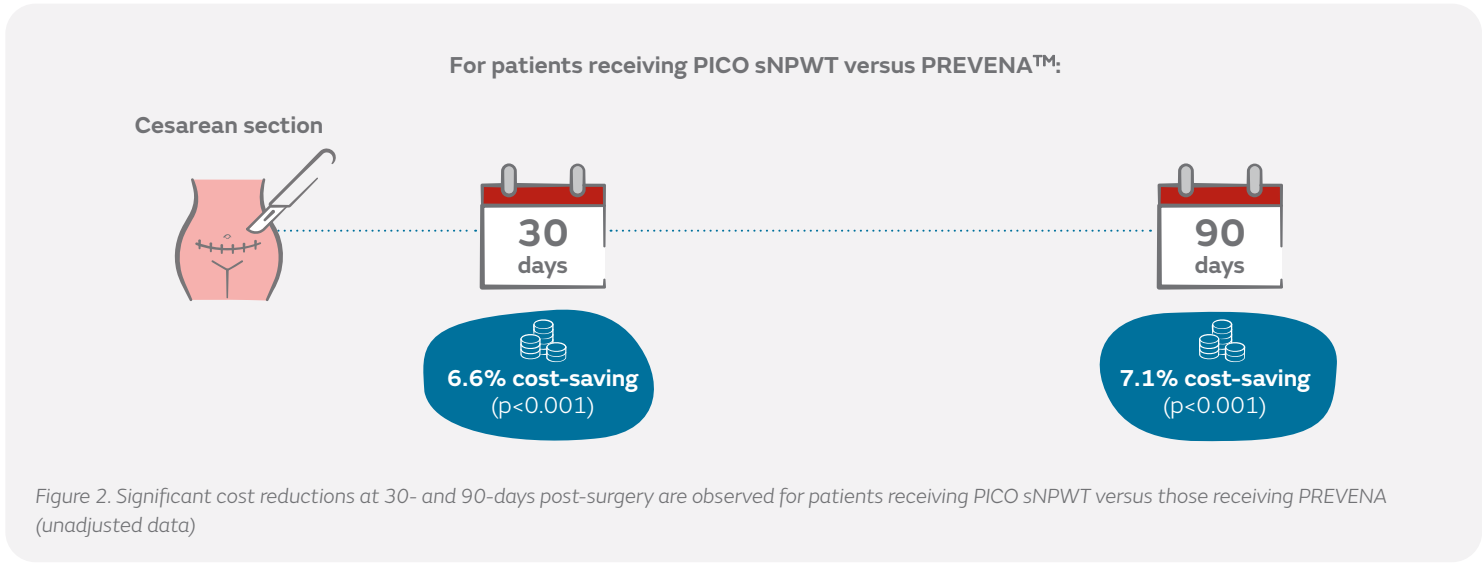 For patients receiving PICO sNPWT versus PREVENA™:
Cesarean section
30
days
90
days
6.6% cost-saving
(p<0.001)
7.1% cost-saving
(p<0.001)
Figure 2. Significant cost reductions at 30- and 90-days post-surgery are observed for patients receiving PICO sNPWT versus those receiving PREVENA
(unadjusted data)